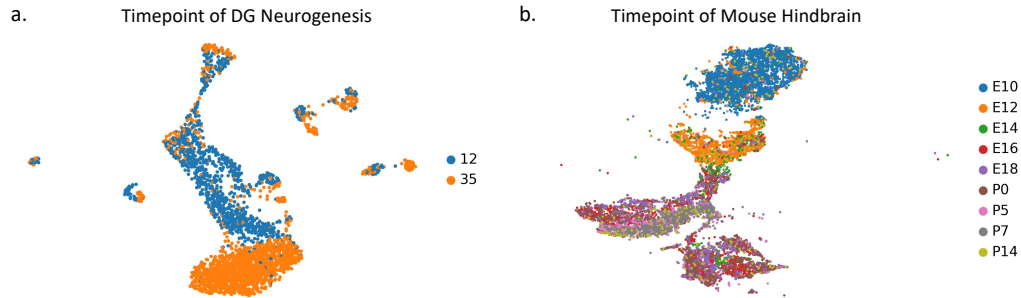 a.
Timepoint of DG Neurogenesis
12
35
b.
Timepoint of Mouse Hindbrain
E10
E12
E14
E16
E18
P0
P5
P7
P14